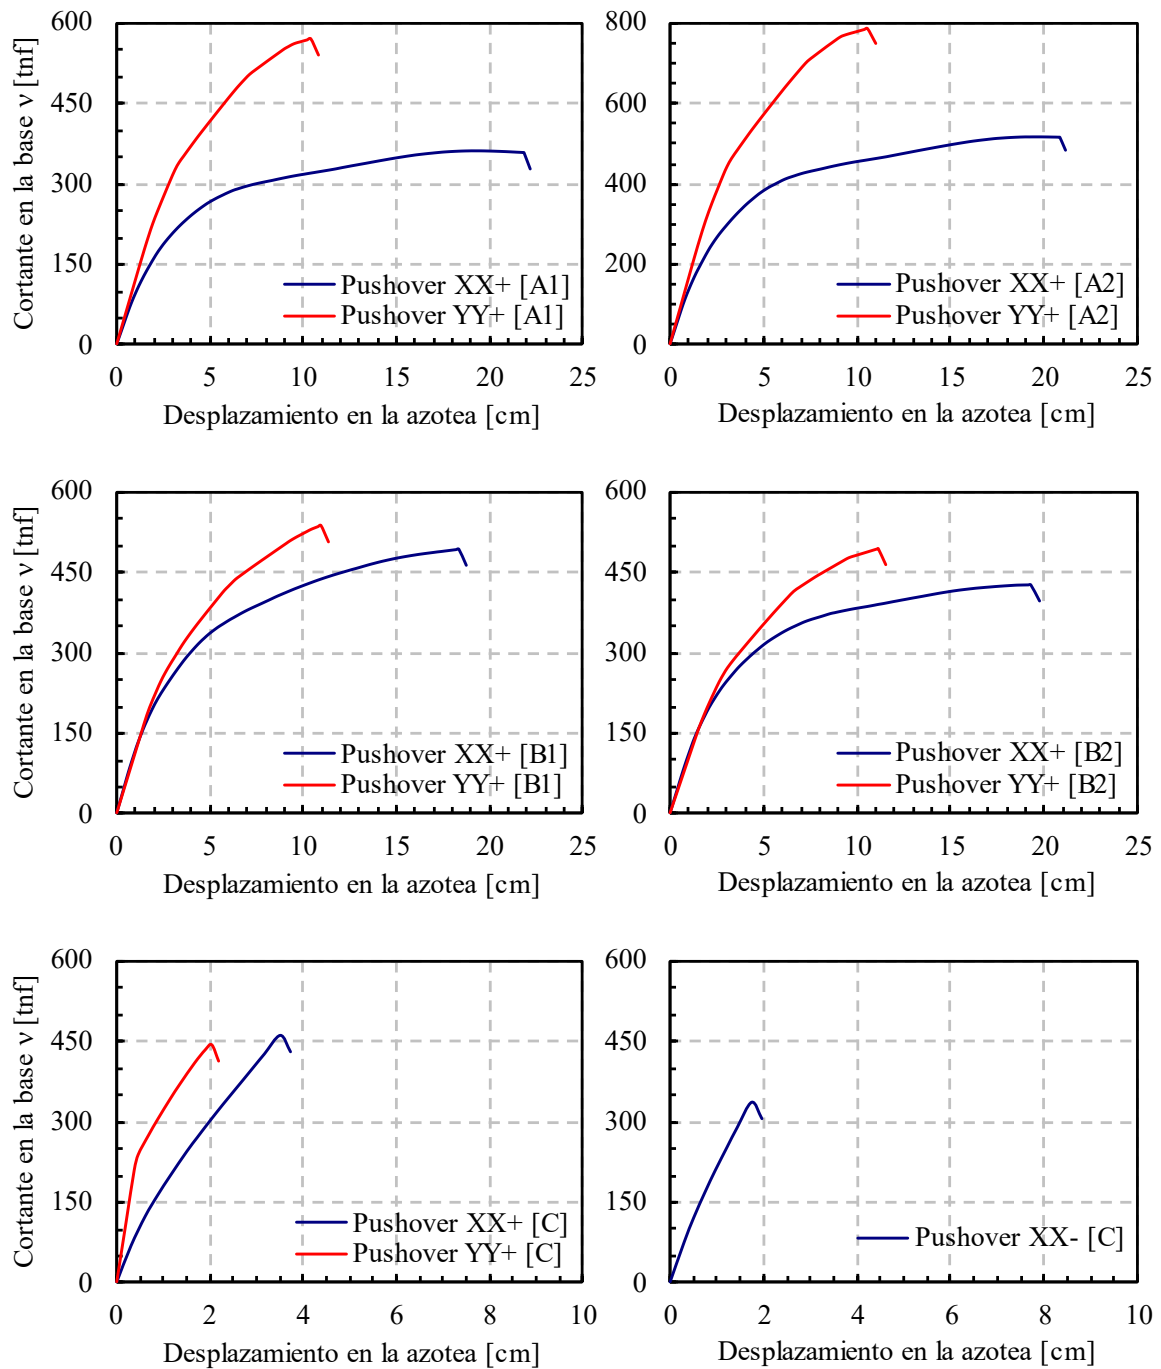 Cortante en la base v [tnf]
600
450
300
150
0
Pushover XX+ [A1]
Pushover YY+ [A1]
0 5 10 15 20 25
Desplazamiento en la azotea [cm]
800
600
400
200
0
Pushover XX+ [A2]
Pushover YY+ [A2]
0 5 10 15 20 25
Desplazamiento en la azotea [cm]
Cortante en la base v [tnf]
600
450
300
150
0
Pushover XX+ [B1]
Pushover YY+ [B1]
0 5 10 15 20 25
Desplazamiento en la azotea [cm]
600
450
300
150
0
Pushover XX+ [B2]
Pushover YY+ [B2]
0 5 10 15 20 25
Desplazamiento en la azotea [cm]
Cortante en la base v [tnf]
600
450
300
150
0
Pushover XX+ [C]
Pushover YY+ [C]
0 2 4 6 8 10
Desplazamiento en la azotea [cm]
600
450
300
150
0
Pushover XX- [C]
0 2 4 6 8 10
Desplazamiento en la azotea [cm]